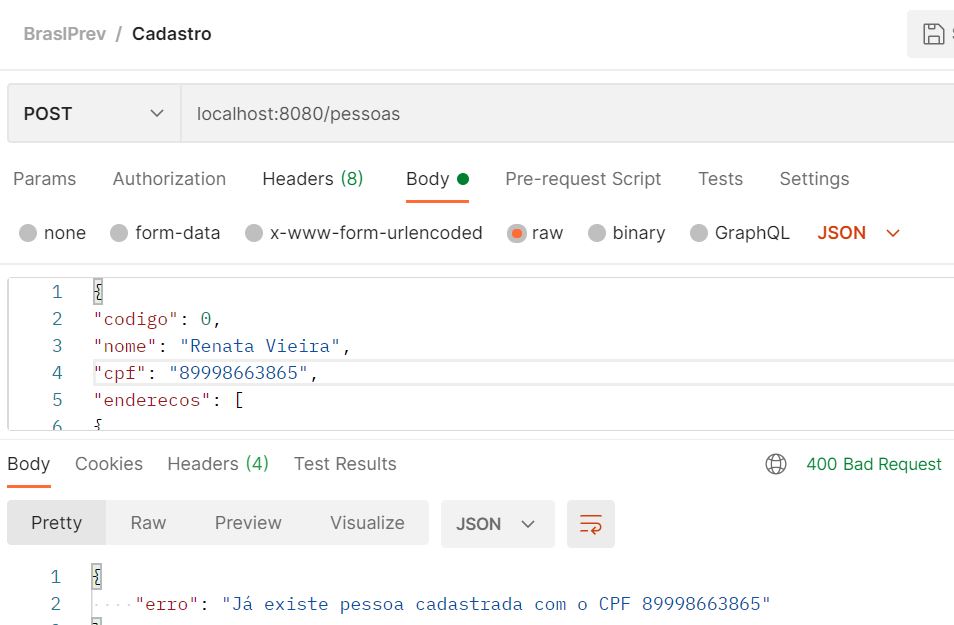 BraslPrev / Cadastro
POST localhost:8080/pessoas
Params Authorization Headers (8) Body Pre-request Script Tests Settings
none form-data x-www-form-urlencoded raw binary GraphQL JSON
1 {
2 "codigo": 0,
3 "nome": "Renata Vieira",
4 "cpf": "89998663865",
5 "enderecos": [
6 {
Body Cookies Headers (4) Test Results 400 Bad Request
Pretty Raw Preview Visualize JSON
1 {
2 "erro": "Já existe pessoa cadastrada com o CPF 89998663865"